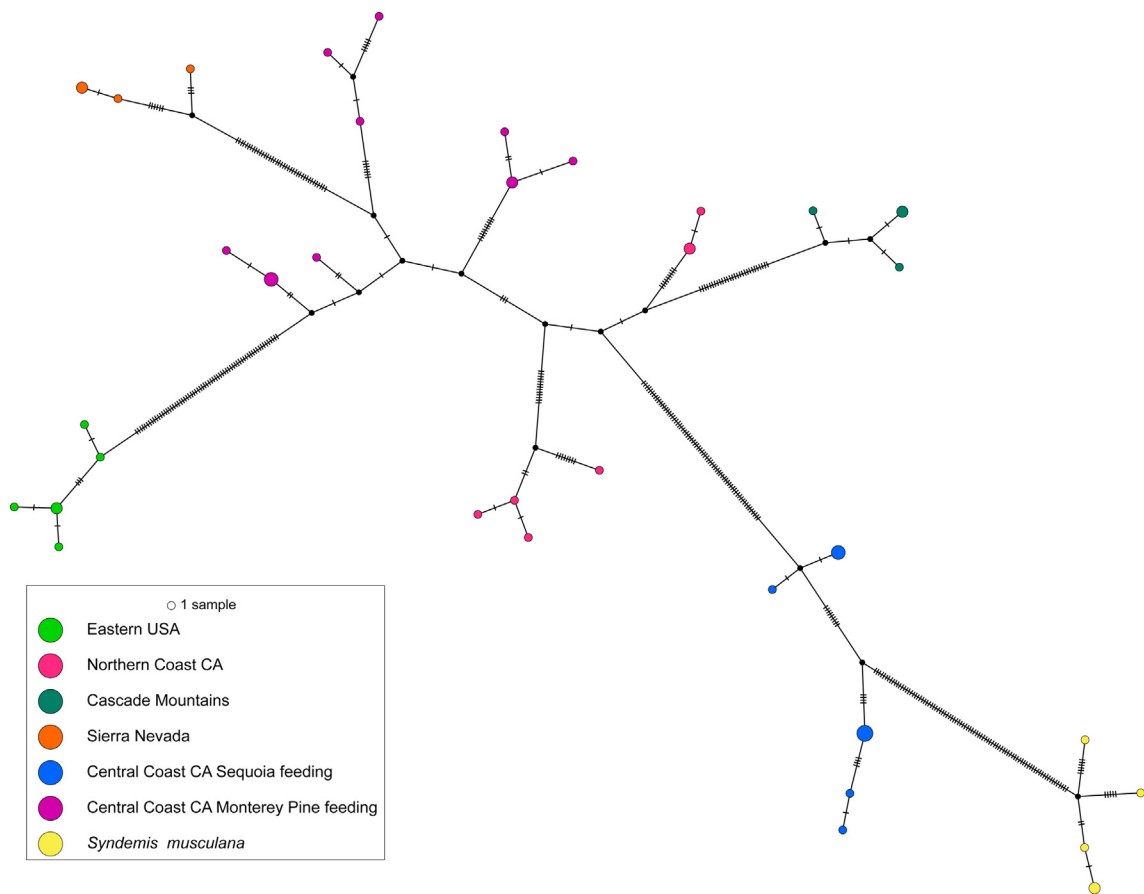 1 sample
Eastern USA
Northern Coast CA
Cascade Mountains
Sierra Nevada
Central Coast CA Sequoia feeding
Central Coast CA Monterey Pine feeding
Syndemis musculana